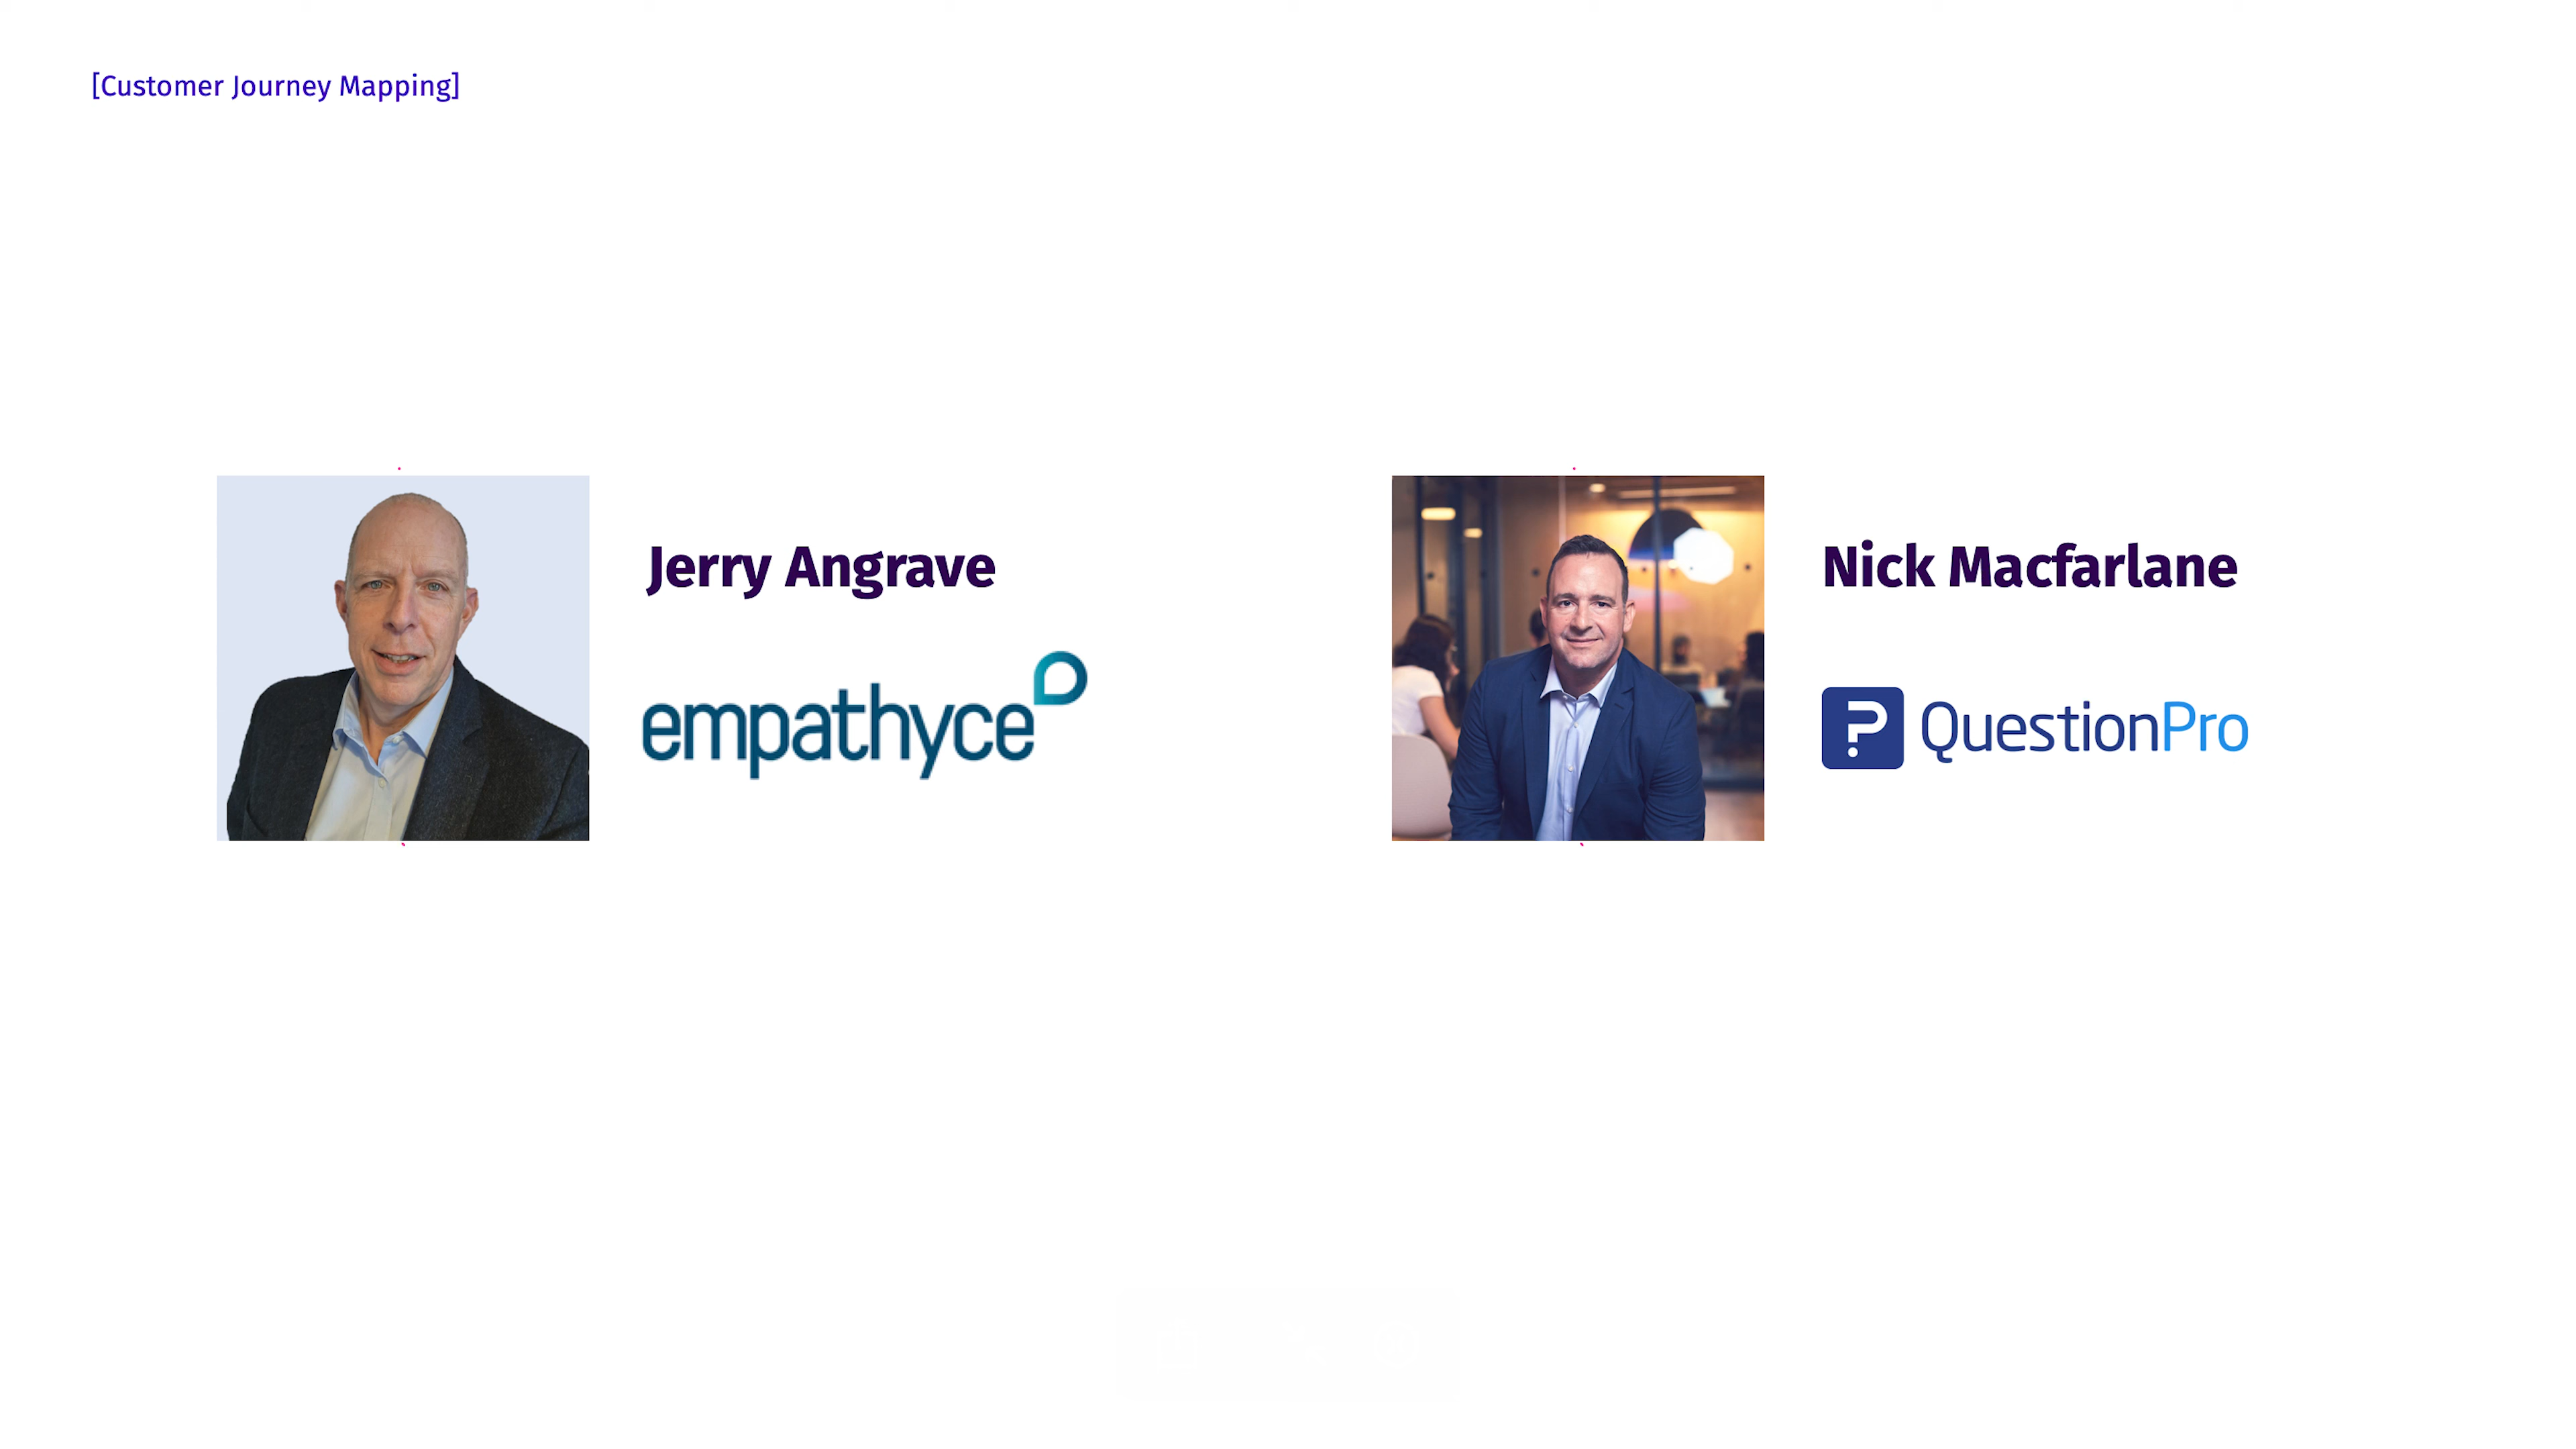 [Customer Journey Mapping]
Jerry Angrave
empathyce
Nick Macfarlane
QuestionPro